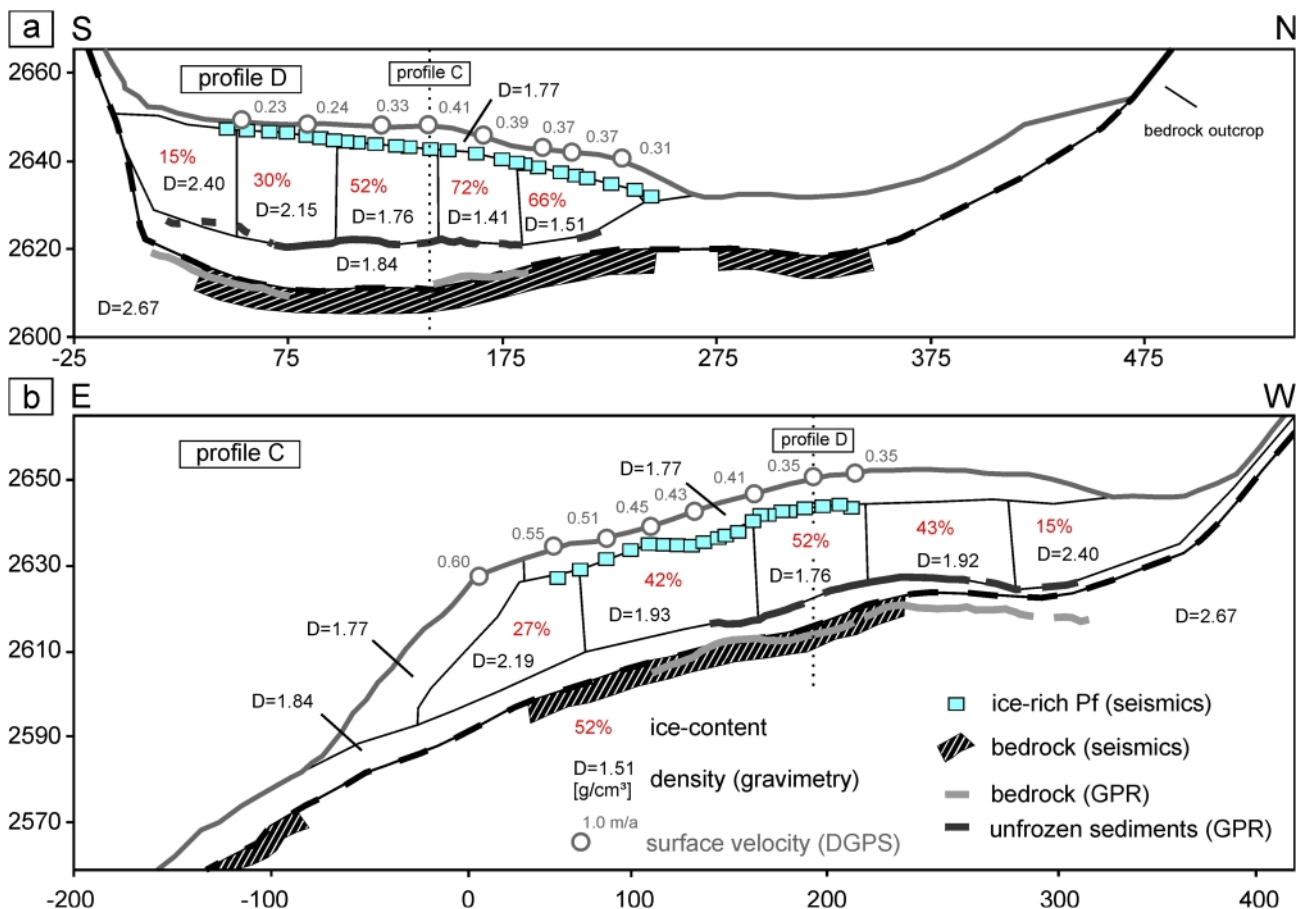 a S N
2660
2640
2620
2600
profile D
profile C
D=1.77
0.23 0.24 0.33 0.41 0.39 0.37 0.37 0.31
bedrock outcrop
15% 30% 52% 72% 66%
D=2.40 D=2.15 D=1.76 D=1.41 D=1.51
D=1.84
D=2.67
-25 75 175 275 375 475
b E W
2650
2630
2610
2590
2570
profile C
profile D
D=1.77
0.60 0.55 0.51 0.45 0.43 0.41 0.35 0.35
27% 42% 52% 43% 15%
D=2.19 D=1.93 D=1.76 D=1.92 D=2.40
D=1.77
D=1.84
D=2.67
52% ice-content
D=1.51 density (gravimetry)
[g/cm³]
1.0 m/a surface velocity (DGPS)
ice-rich Pf (seismics)
bedrock (seismics)
bedrock (GPR)
unfrozen sediments (GPR)
-200 -100 0 100 200 300 400